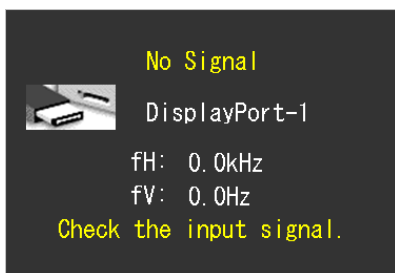 No Signal
DisplayPort-1
fH: 0.0kHz
fV: 0.0Hz
Check the input signal.